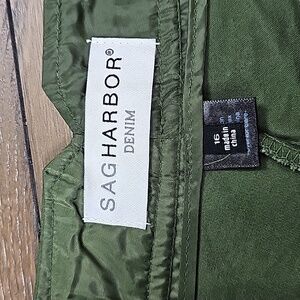 SAG HARBOR®
DENIM
16
made in
china